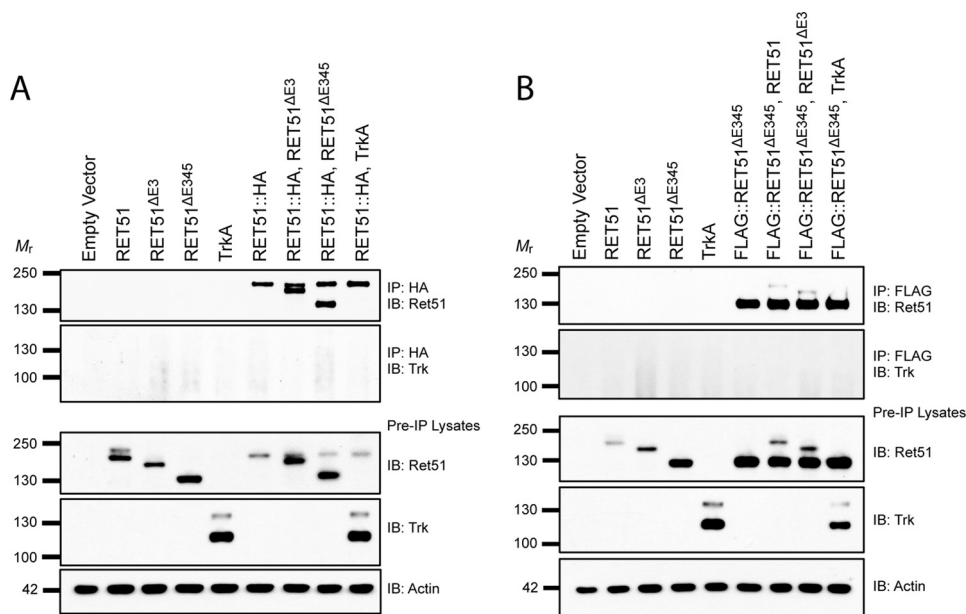 A
Empty Vector
RET51
RET51ΔE3
RET51ΔE345
TrkA
RET51::HA
RET51::HA, RET51ΔE3
RET51::HA, RET51ΔE345
RET51::HA, TrkA
Mr
250
130
IP: HA
IB: Ret51
130
100
IP: HA
IB: Trk
Pre-IP Lysates
250
130
IB: Ret51
130
100
IB: Trk
42
IB: Actin
B
Empty Vector
RET51
RET51ΔE3
RET51ΔE345
TrkA
FLAG::RET51ΔE345
FLAG::RET51ΔE345, RET51
FLAG::RET51ΔE345, RET51ΔE3
FLAG::RET51ΔE345, TrkA
Mr
250
130
IP: FLAG
IB: Ret51
130
100
IP: FLAG
IB: Trk
Pre-IP Lysates
250
130
IB: Ret51
130
100
IB: Trk
42
IB: Actin